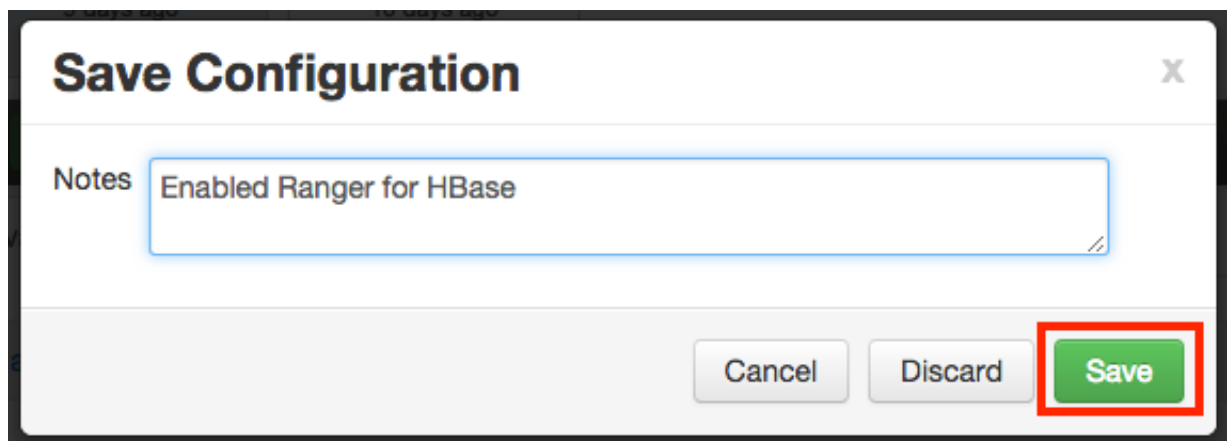 Save Configuration
x
Notes
Enabled Ranger for HBase
Cancel Discard Save